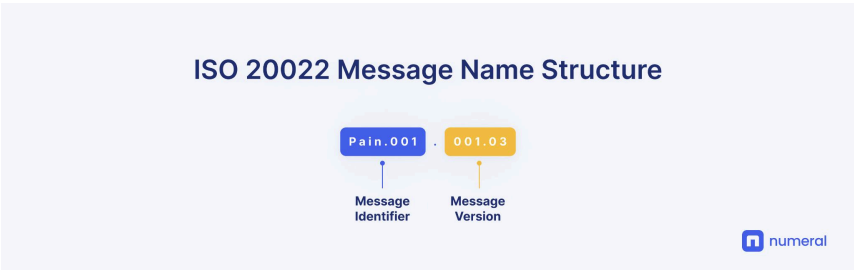 ISO 20022 Message Name Structure
Pain.001 . 001.03
Message Identifier
Message Version
numeral